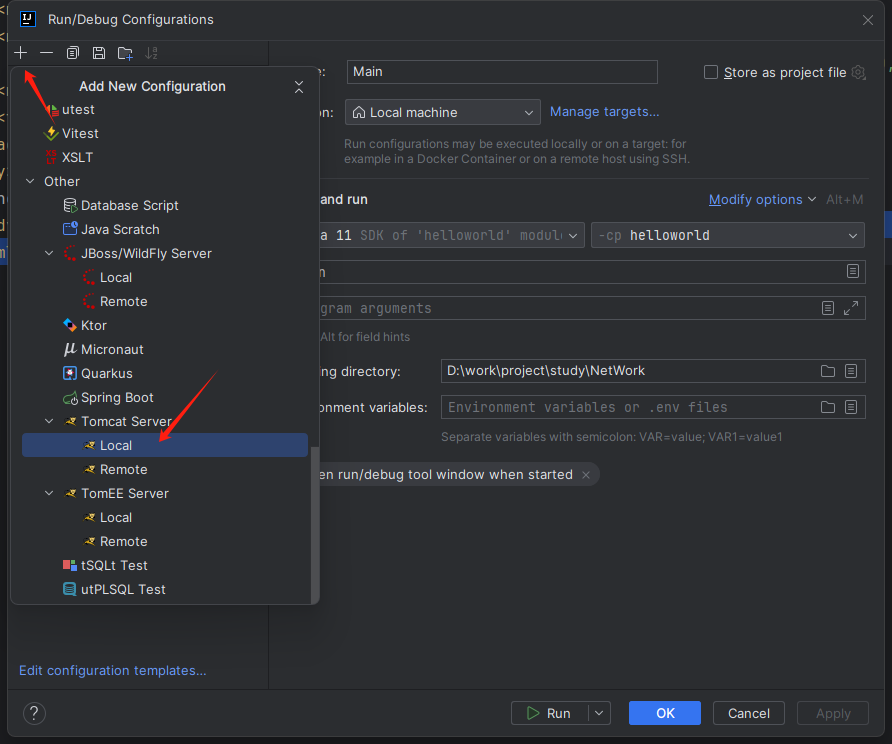 Run/Debug Configurations
Add New Configuration
utest
Vitest
XSLT
Other
Database Script
Java Scratch
JBoss/WildFly Server
Local
Remote
Ktor
Micronaut
Quarkus
Spring Boot
Tomcat Server
Local
Remote
TomEE Server
Local
Remote
tSQLt Test
utPLSQL Test
Edit configuration templates...
e:
Main
Store as project file
on:
Local machine
Manage targets...
Run configurations may be executed locally or on a target: for
example in a Docker Container or on a remote host using SSH.
and run
Modify options
Alt+M
a 11 SDK of 'helloworld' modul
-cp helloworld
n
gram arguments
Alt for field hints
ng directory:
D:\work\project\study\NetWork
onment variables:
Environment variables or .env files
Separate variables with semicolon: VAR=value; VAR1=value1
en run/debug tool window when started
?
Run
OK
Cancel
Apply